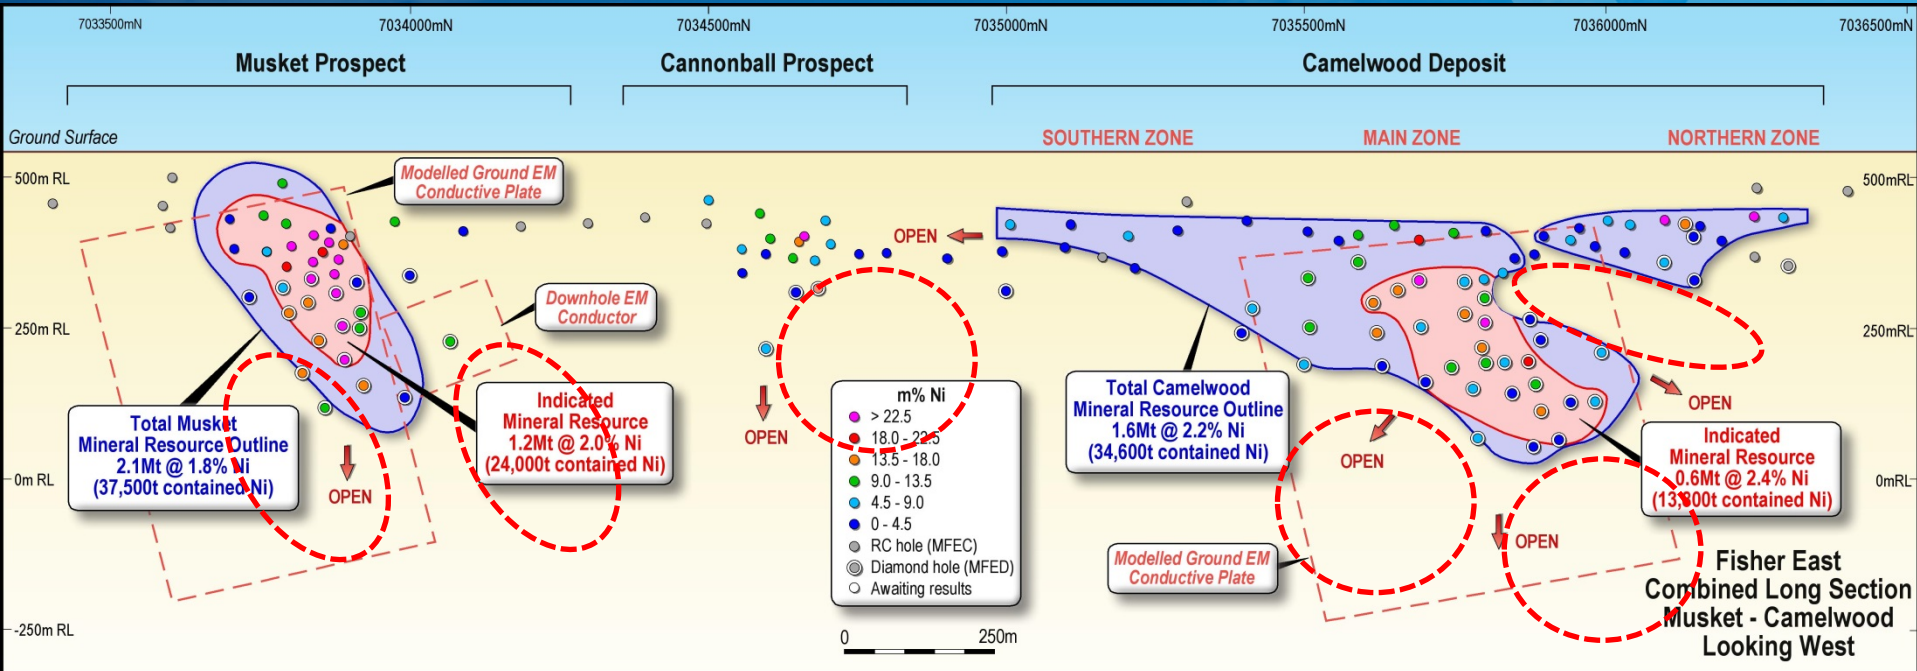 7033500mN
7034000mN
7034500mN
7035000mN
7035500mN
7036000mN
7036500mN
Musket Prospect
Cannonball Prospect
Camelwood Deposit
Ground Surface
SOUTHERN ZONE
MAIN ZONE
NORTHERN ZONE
500m RL
500mRL
Modelled Ground EM
Conductive Plate
OPEN
Downhole EM
Conductor
250m RL
250mRL
Total Musket
Mineral Resource Outline
2.1Mt @ 1.8% Ni
(37,500t contained Ni)
OPEN
Indicated
Mineral Resource
1.2Mt @ 2.0% Ni
(24,000t contained Ni)
OPEN
m% Ni
> 22.5
18.0 - 22.5
13.5 - 18.0
9.0 - 13.5
4.5 - 9.0
0 - 4.5
RC hole (MFEC)
Diamond hole (MFED)
Awaiting results
Total Camelwood
Mineral Resource Outline
1.6Mt @ 2.2% Ni
(34,600t contained Ni)
OPEN
OPEN
Indicated
Mineral Resource
0.6Mt @ 2.4% Ni
(13,800t contained Ni)
0m RL
0mRL
OPEN
Modelled Ground EM
Conductive Plate
Fisher East
Combined Long Section
Musket - Camelwood
Looking West
-250m RL
0
250m